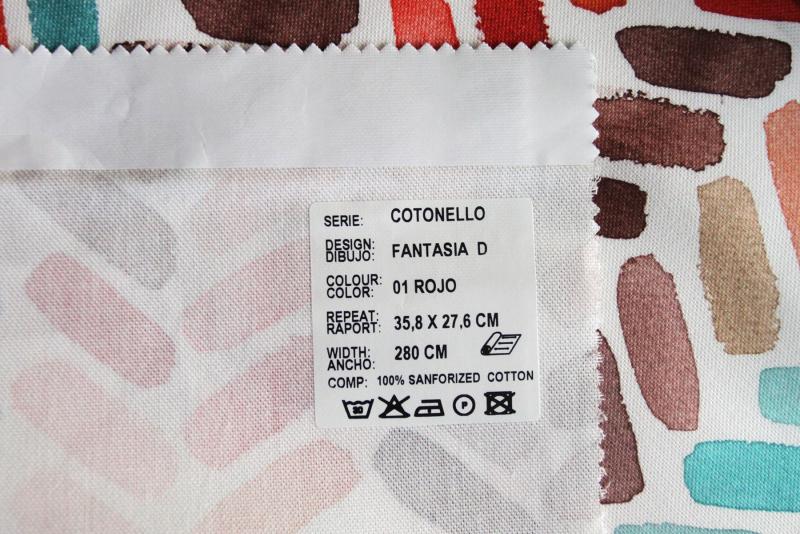 SERIE: COTONELLO
DESIGN:
DIBUJO: FANTASIA D
COLOUR:
COLOR: 01 ROJO
REPEAT:
RAPORT: 35,8 X 27,6 CM
WIDTH:
ANCHO: 280 CM
COMP: 100% SANFORIZED COTTON
30 P